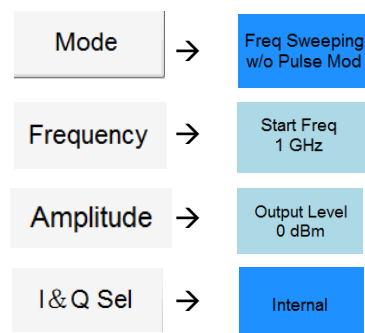 Mode → Freq Sweeping
w/o Pulse Mod
Frequency → Start Freq
1 GHz
Amplitude → Output Level
0 dBm
I&Q Sel → Internal